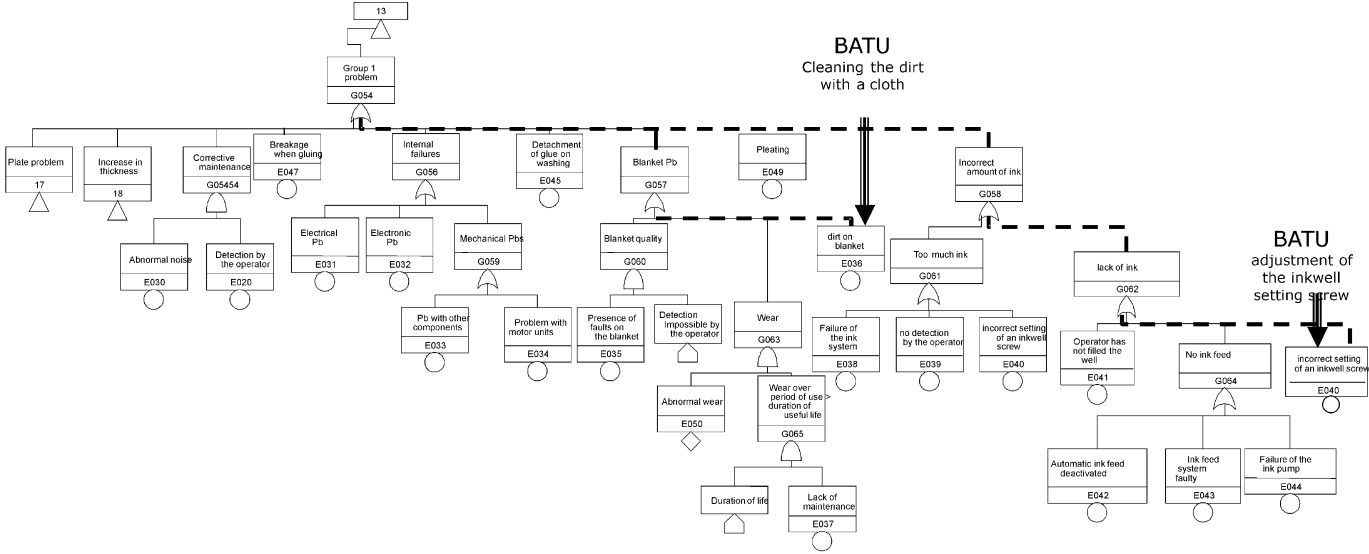 13
Group 1
problem
G054
BATU
Cleaning the dirt
with a cloth
Plate problem
17
Increase in
thickness
18
Corrective
maintenance
G05454
Breakage
when gluing
E047
Internal
failures
G056
Detachment
of glue on
washing
E045
Blanket Pb
G057
Pleating
E049
Incorrect
amount of ink
G058
Abnormal noise
E030
Detection by
the operator
E020
Electrical
Pb
E031
Electronic
Pb
E032
Mechanical Pbs
G059
Blanket quality
G060
dirt on
blanket
E036
Too much ink
G061
lack of ink
G062
BATU
adjustment of
the inkwell
setting screw
Pb with other
components
E033
Problem with
motor units
E034
Presence of
faults on
the blanket
E035
Detection
Impossible by
the operator
Wear
G063
Failure of
the ink
system
E038
no detection
by the operator
E039
incorrect setting
of an inkwell
screw
E040
Operator has
not filled the
well
E041
No ink feed
G064
incorrect setting
of an inkwell screw
E040
Abnormal wear
E050
Wear over
period of use >
duration of
useful life
G065
Automatic ink feed
deactivated
E042
Ink feed
system
faulty
E043
Failure of the
ink pump
E044
Duration of life
Lack of
maintenance
E037